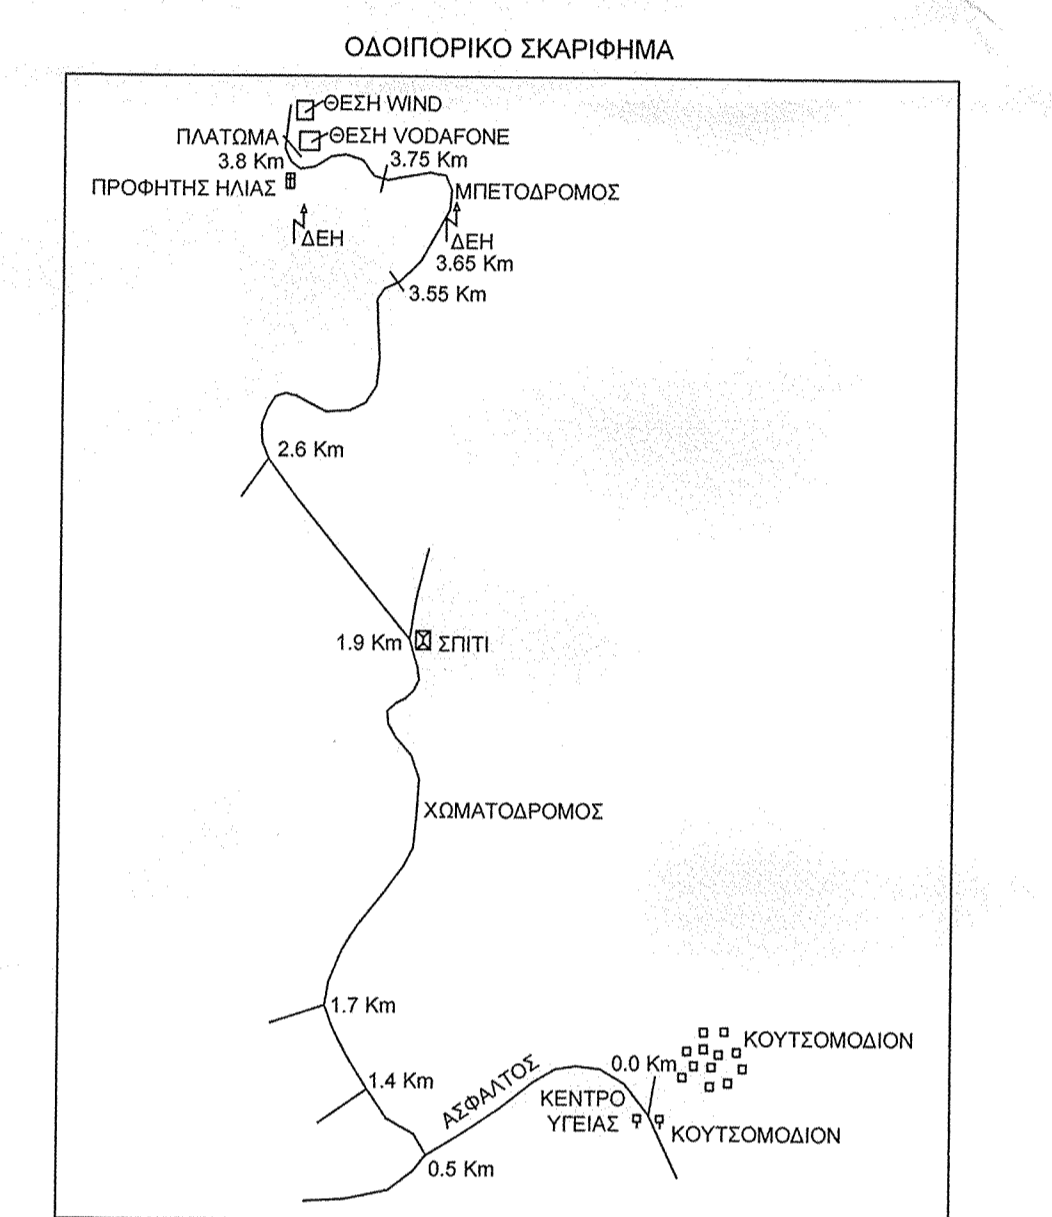 ΟΔΟΙΠΟΡΙΚΟ ΣΚΑΡΙΦΗΜΑ
ΘΕΣΗ WIND
ΠΛΑΤΩΜΑ
ΘΕΣΗ VODAFONE
3.8 Km
3.75 Km
ΠΡΟΦΗΤΗΣ ΗΛΙΑΣ
ΜΠΕΤΟΔΡΟΜΟΣ
ΔΕΗ
ΔΕΗ
3.65 Km
3.55 Km
2.6 Km
1.9 Km
ΣΠΙΤΙ
ΧΩΜΑΤΟΔΡΟΜΟΣ
1.7 Km
ΚΟΥΤΣΟΜΟΔΙΟΝ
0.0 Km
1.4 Km
ΑΣΦΑΛΤΟΣ
ΚΕΝΤΡΟ
ΥΓΕΙΑΣ
ΚΟΥΤΣΟΜΟΔΙΟΝ
0.5 Km